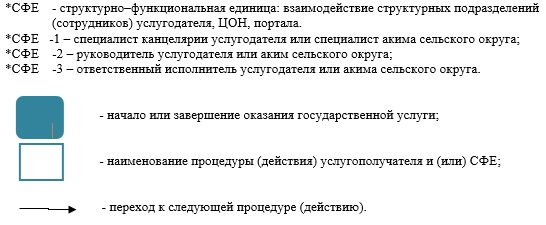 *СФЕ - структурно–функциональная единица: взаимодействие структурных подразделений
(сотрудников) услугодателя, ЦОН, портала.
*СФЕ -1 – специалист канцелярии услугодателя или специалист акима сельского округа;
*СФЕ -2 – руководитель услугодателя или аким сельского округа;
*СФЕ -3 – ответственный исполнитель услугодателя или акима сельского округа.
- начало или завершение оказания государственной услуги;
- наименование процедуры (действия) услугополучателя и (или) СФЕ;
- переход к следующей процедуре (действию).